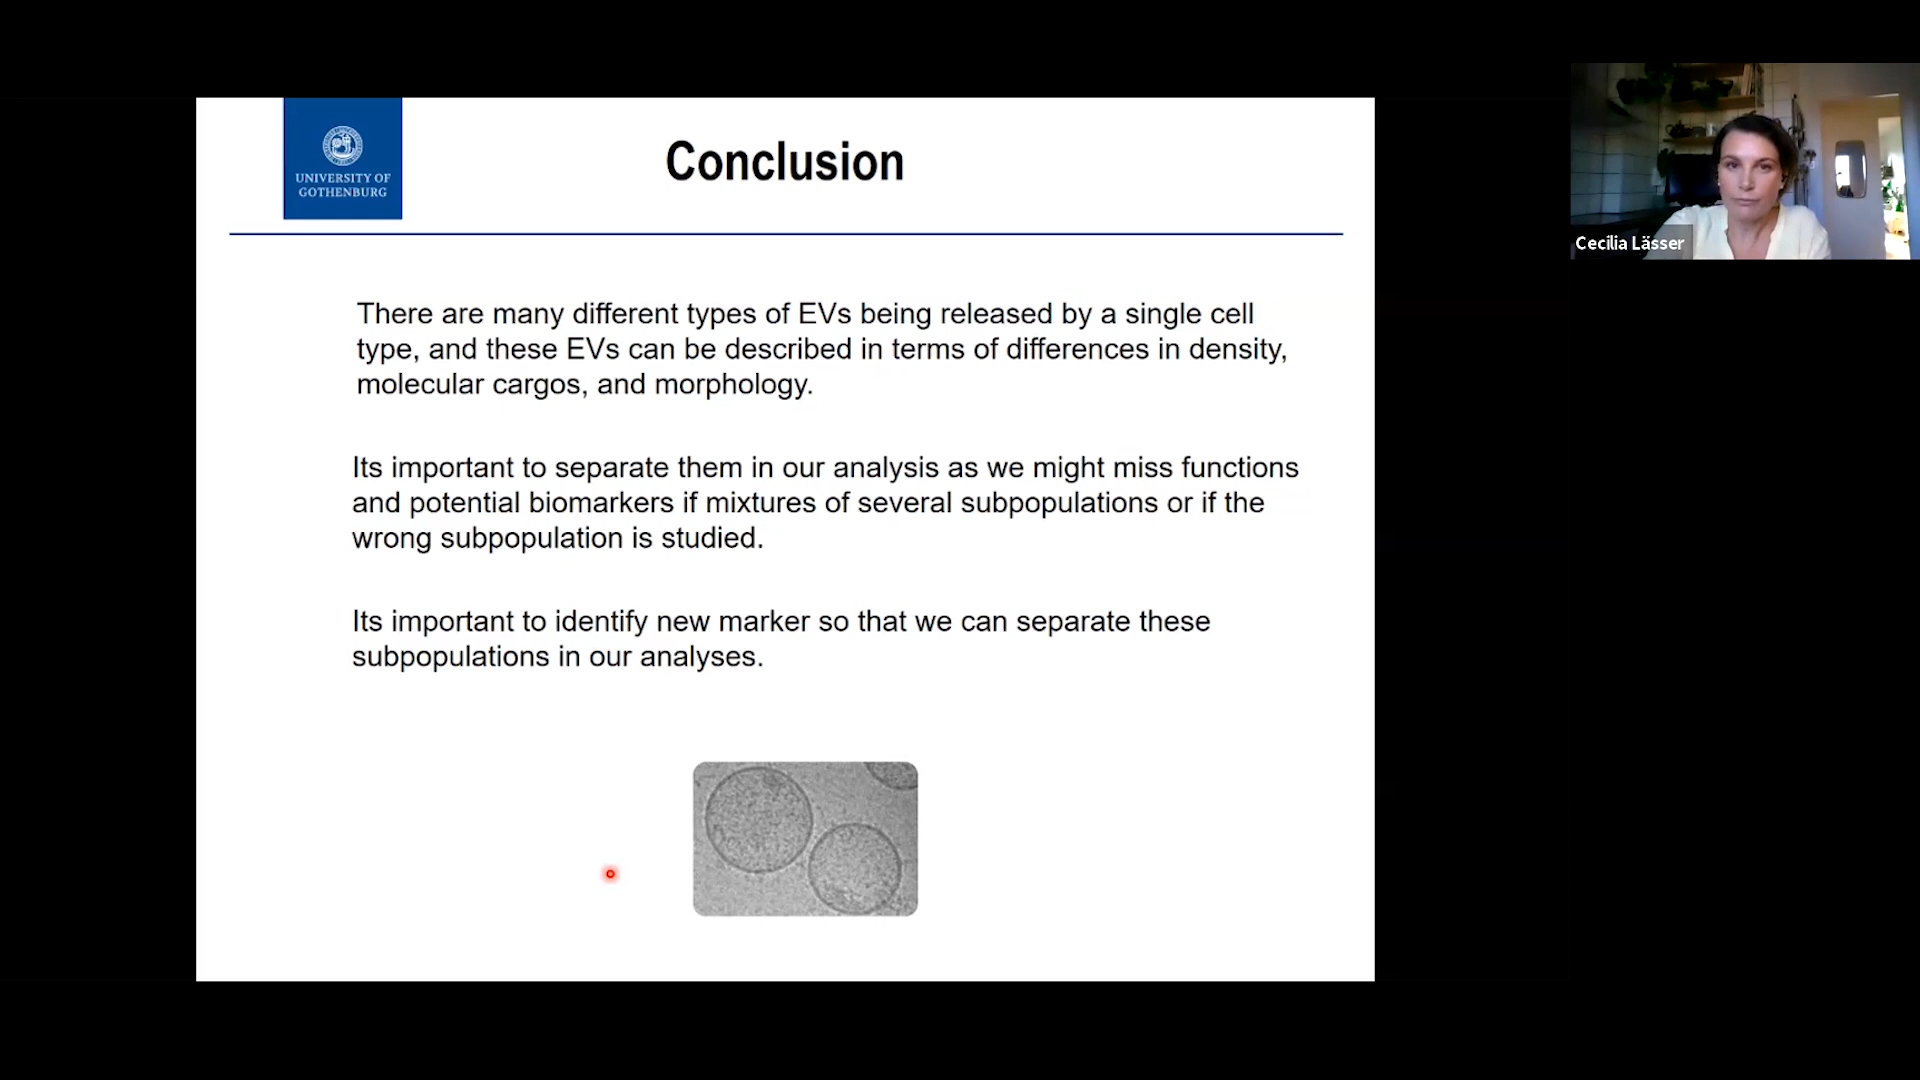 UNIVERSITY OF
GOTHENBURG
Conclusion
There are many different types of EVs being released by a single cell
type, and these EVs can be described in terms of differences in density,
molecular cargos, and morphology.
Its important to separate them in our analysis as we might miss functions
and potential biomarkers if mixtures of several subpopulations or if the
wrong subpopulation is studied.
Its important to identify new marker so that we can separate these
subpopulations in our analyses.
Cecilia Lässer